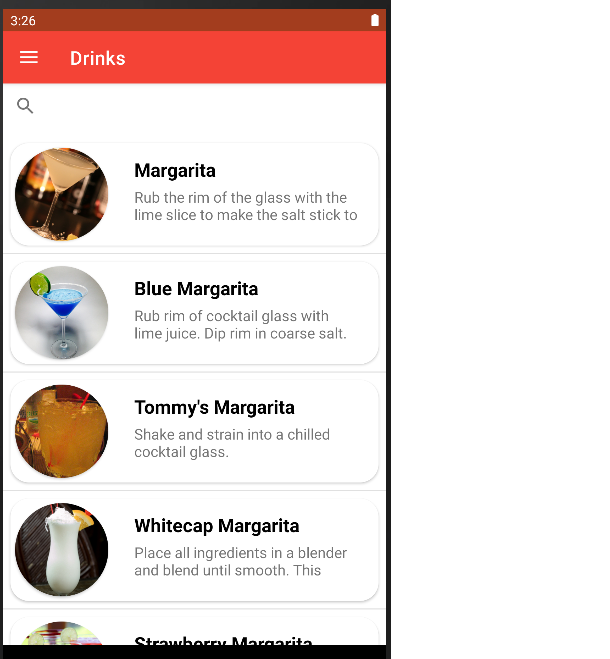 3:26
Drinks
Margarita
Rub the rim of the glass with the
lime slice to make the salt stick to
Blue Margarita
Rub rim of cocktail glass with
lime juice. Dip rim in coarse salt.
Tommy's Margarita
Shake and strain into a chilled
cocktail glass.
Whitecap Margarita
Place all ingredients in a blender
and blend until smooth. This
Strawberry Margarita